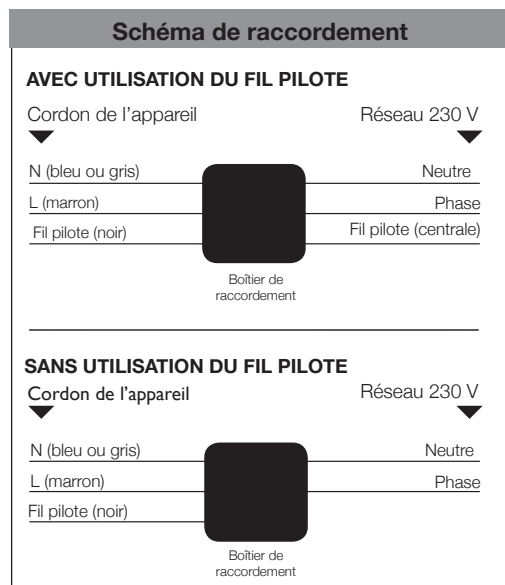 Schéma de raccordement
AVEC UTILISATION DU FIL PILOTE
Cordon de l'appareil Réseau 230 V
N (bleu ou gris) Neutre
L (marron) Phase
Fil pilote (noir) Fil pilote (centrale)
Boîtier de
raccordement
SANS UTILISATION DU FIL PILOTE
Cordon de l'appareil Réseau 230 V
N (bleu ou gris) Neutre
L (marron) Phase
Fil pilote (noir)
Boîtier de
raccordement